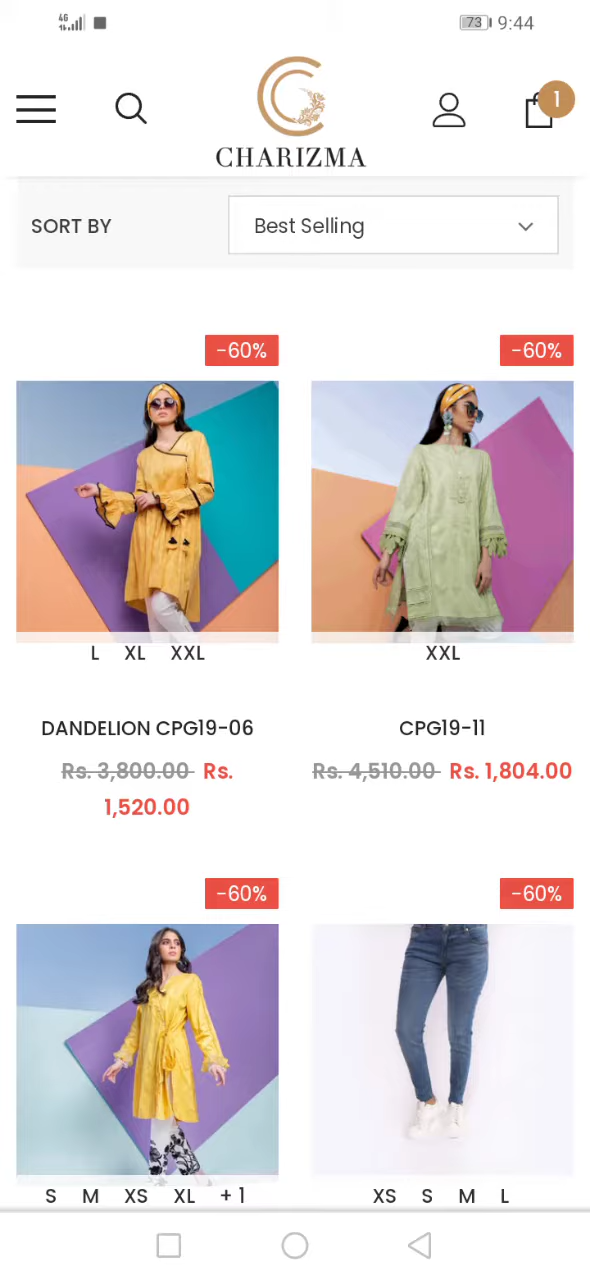 4G 73 9:44
1
CHARIZMA
SORT BY Best Selling
-60% -60%
L XL XXL XXL
DANDELION CPG19-06 CPG19-11
Rs. 3,800.00 Rs. Rs. 4,510.00 Rs. 1,804.00
1,520.00
-60% -60%
S M XS XL + 1 XS S M L